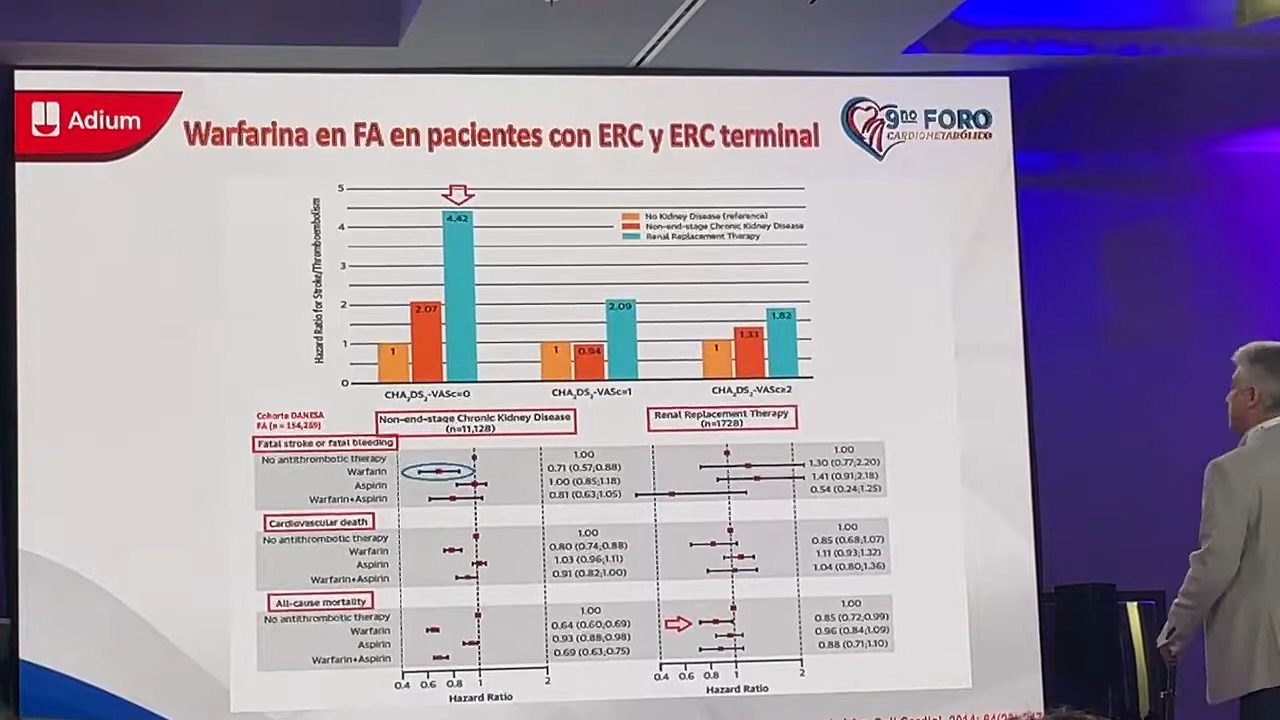 Adium
Warfarina en FA en pacientes con ERC y ERC terminal
9no FORO
CARDIOMETABÓLICO
Hazard Ratio for Stroke/Thromboembolism
5
4
3
2
1
0
No Kidney Disease (reference)
Non-end-stage Chronic Kidney Disease
Renal Replacement Therapy
1
2.07
4.42
1
0.94
2.09
1
1.33
1.82
CHA2DS2-VASc=0
CHA2DS2-VASc=1
CHA2DS2-VASc≥2
Cohorte DANESA
FA (n = 154,259)
Non-end-stage Chronic Kidney Disease
(n=11,128)
Renal Replacement Therapy
(n=1728)
Fatal stroke or fatal bleeding
No antithrombotic therapy 1.00 1.00
Warfarin 0.71 (0.57;0.88) 1.30 (0.77;2.20)
Aspirin 1.00 (0.85;1.18) 1.41 (0.91;2.18)
Warfarin+Aspirin 0.81 (0.63;1.05) 0.54 (0.24;1.25)
Cardiovascular death
No antithrombotic therapy 1.00 1.00
Warfarin 0.80 (0.74;0.88) 0.85 (0.68;1.07)
Aspirin 1.03 (0.96;1.11) 1.11 (0.93;1.32)
Warfarin+Aspirin 0.91 (0.82;1.00) 1.04 (0.80;1.36)
All-cause mortality
No antithrombotic therapy 1.00 1.00
Warfarin 0.64 (0.60;0.69) 0.85 (0.72;0.99)
Aspirin 0.93 (0.88;0.98) 0.96 (0.84;1.09)
Warfarin+Aspirin 0.69 (0.63;0.75) 0.88 (0.71;1.10)
0.4 0.6 0.8 1 2
0.4 0.6 0.8 1 2
Hazard Ratio
Hazard Ratio
2014;